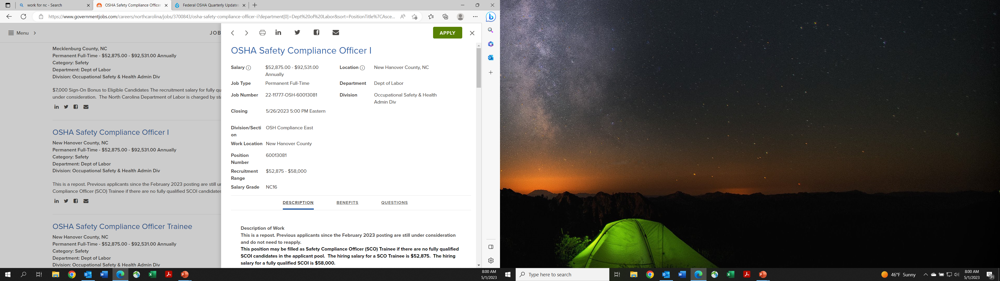 work for nc - Search
OSHA Safety Compliance Officer
Federal OSHA Quarterly Updates
https://www.governmentjobs.com/careers/northcarolina/jobs/3700843/osha-safety-compliance-officer-i?department[0]=Dept%20of%20Labor&sort=PositionTitle%7CAsce...
Menu
JOB
Mecklenburg County, NC
Permanent Full-Time - $52,875.00 - $92,531.00 Annually
Category: Safety
Department: Dept of Labor
Division: Occupational Safety & Health Admin Div
$7,000 Sign-On Bonus to Eligible Candidates The recruitment salary for fully qu
under consideration. The North Carolina Department of Labor is charged by sta
OSHA Safety Compliance Officer I
New Hanover County, NC
Permanent Full-Time - $52,875.00 - $92,531.00 Annually
Category: Safety
Department: Dept of Labor
Division: Occupational Safety & Health Admin Div
This is a repost. Previous applicants since the February 2023 posting are still ur
Compliance Officer (SCO) Trainee if there are no fully qualified SCOI candidates
OSHA Safety Compliance Officer Trainee
New Hanover County, NC
Permanent Full-Time - $52,875.00 - $92,531.00 Annually
Category: Safety
Department: Dept of Labor
Division: Occupational Safety & Health Admin Div
APPLY
OSHA Safety Compliance Officer I
Salary $52,875.00 - $92,531.00 Annually
Location New Hanover County, NC
Job Type Permanent Full-Time
Department Dept of Labor
Job Number 22-11777-OSH-60013081
Division Occupational Safety & Health Admin Div
Closing 5/26/2023 5:00 PM Eastern
Division/Section OSH Compliance East
Work Location New Hanover County
Position Number 60013081
Recruitment Range $52,875 - $58,000
Salary Grade NC16
DESCRIPTION BENEFITS QUESTIONS
Description of Work
This is a repost. Previous applicants since the February 2023 posting are still under consideration
and do not need to reapply.
This position may be filled as Safety Compliance Officer (SCO) Trainee if there are no fully qualified
SCOI candidates in the applicant pool. The hiring salary for a SCO Trainee is $52,875. The hiring
salary for a fully qualified SCOI is $58,000.
8:00 AM
5/1/2023
Type here to search
46°F Sunny
8:00 AM
5/1/2023
31